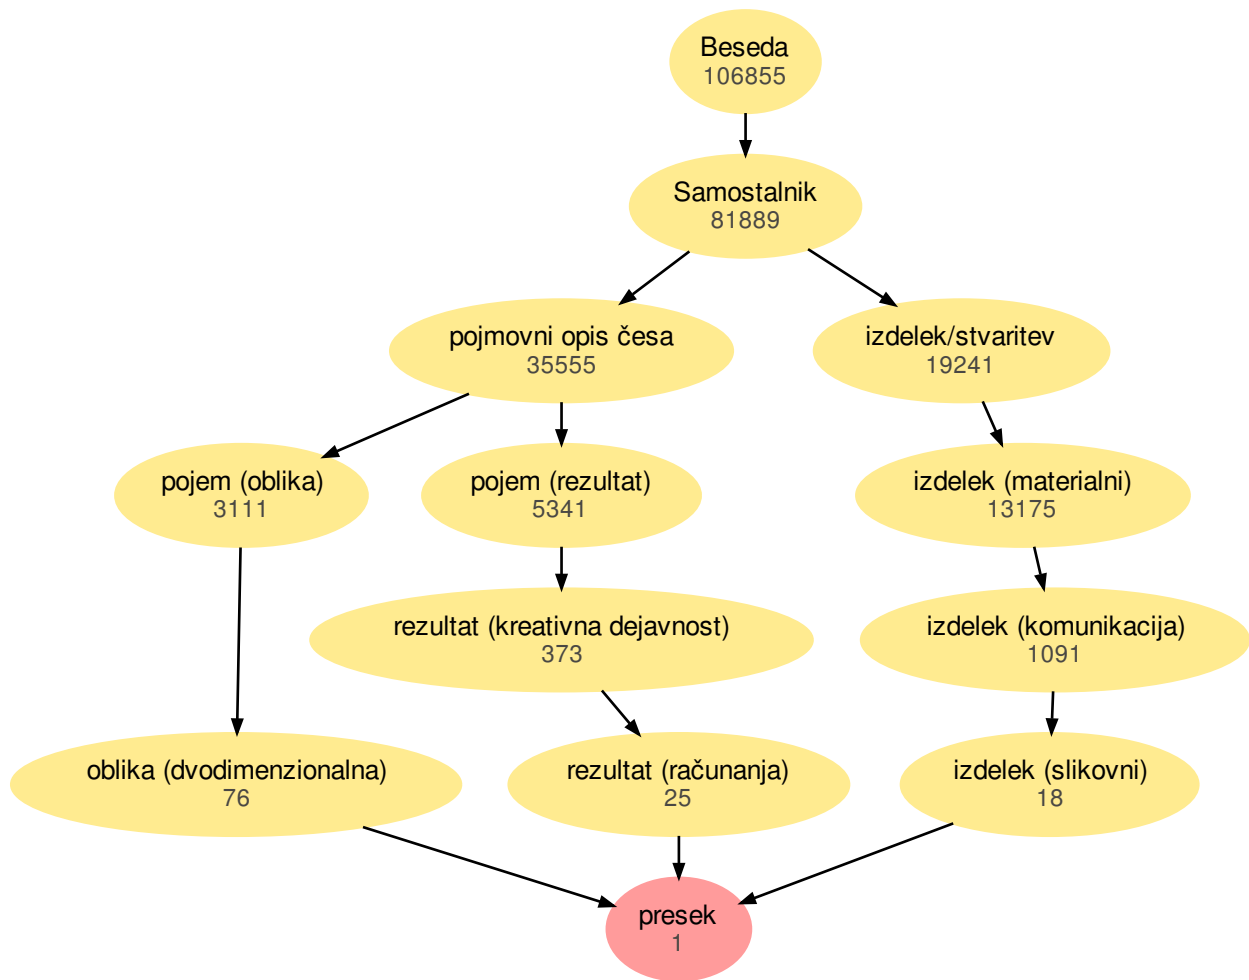 Beseda
106855
Samostalnik
81889
pojmovni opis česa
35555
izdelek/stvaritev
19241
pojem (oblika)
3111
pojem (rezultat)
5341
izdelek (materialni)
13175
rezultat (kreativna dejavnost)
373
izdelek (komunikacija)
1091
oblika (dvodimenzionalna)
76
rezultat (računanja)
25
izdelek (slikovni)
18
presek
1